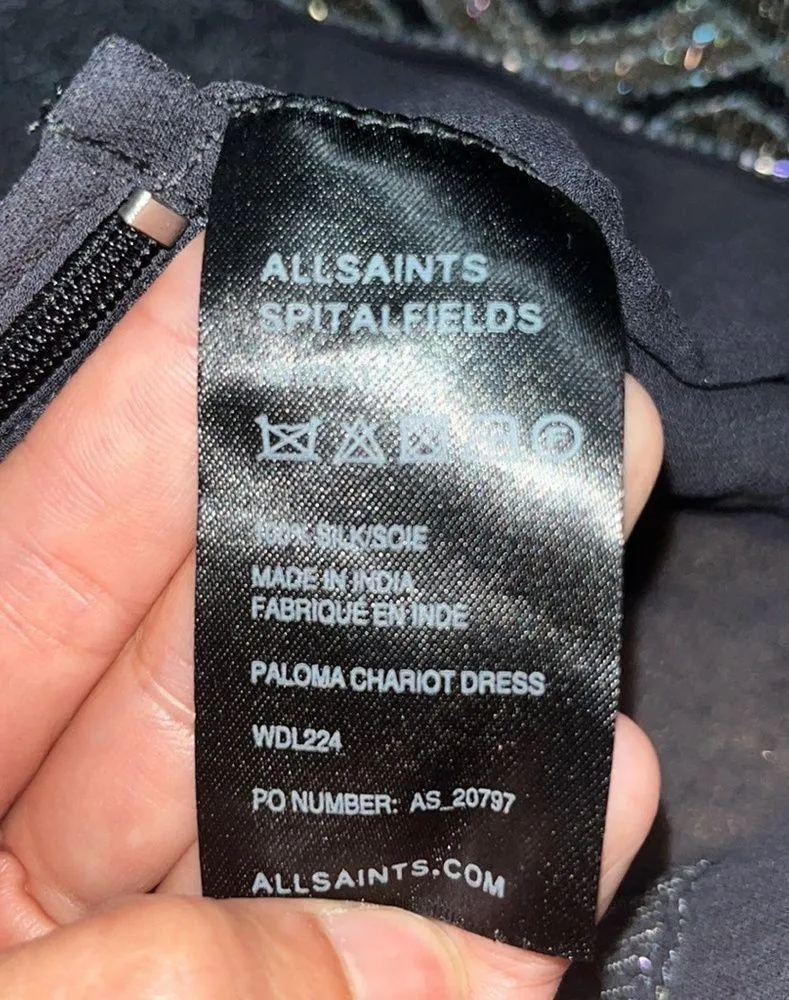 ALLSAINTS
SPITALFIELDS
100% SILK/SOIE
MADE IN INDIA
FABRIQUÉ EN INDE
PALOMA CHARIOT DRESS
WDL224
PO NUMBER: AS_20797
ALLSAINTS.COM